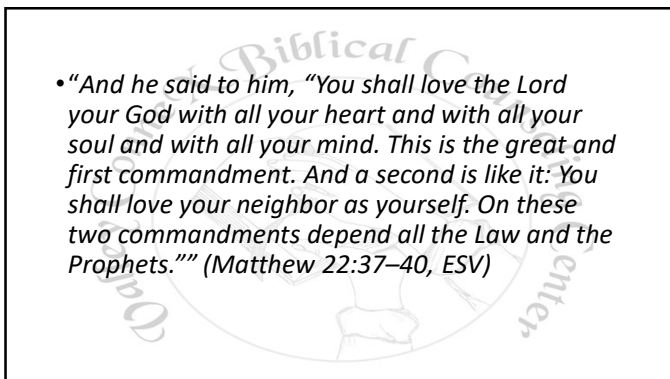 •“And he said to him, “You shall love the Lord
your God with all your heart and with all your
soul and with all your mind. This is the great and
first commandment. And a second is like it: You
shall love your neighbor as yourself. On these
two commandments depend all the Law and the
Prophets.”” (Matthew 22:37–40, ESV)
Biblical
Center